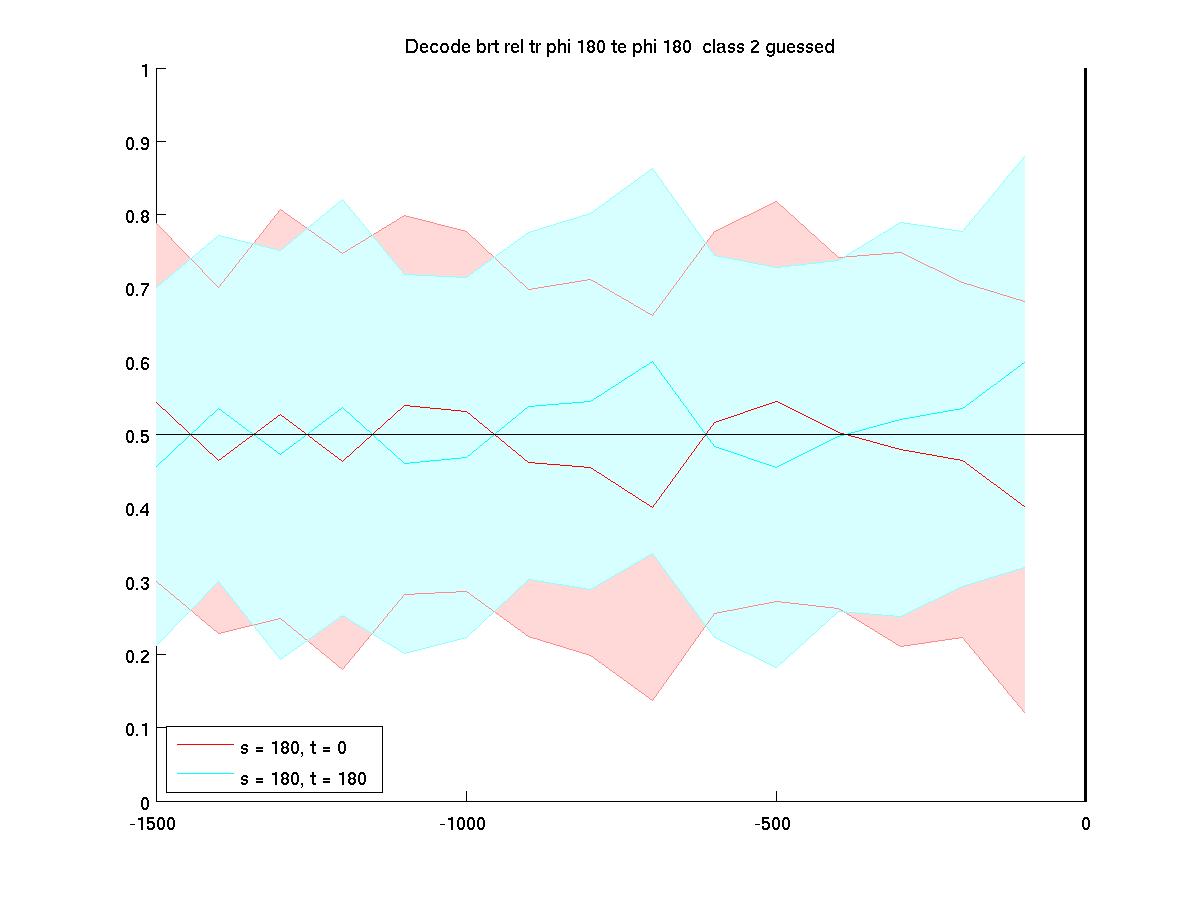 Decode brt rel tr phi 180 te phi 180  class 2 guessed
1
0.9
0.8
0.7
0.6
0.5
0.4
0.3
0.2
0.1
0
s = 180, t = 0
s = 180, t = 180
-1500 -1000 -500 0